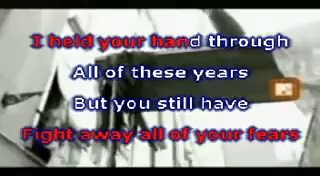 I held your hand through
All of these years
But you still have
Fight away all of your fears